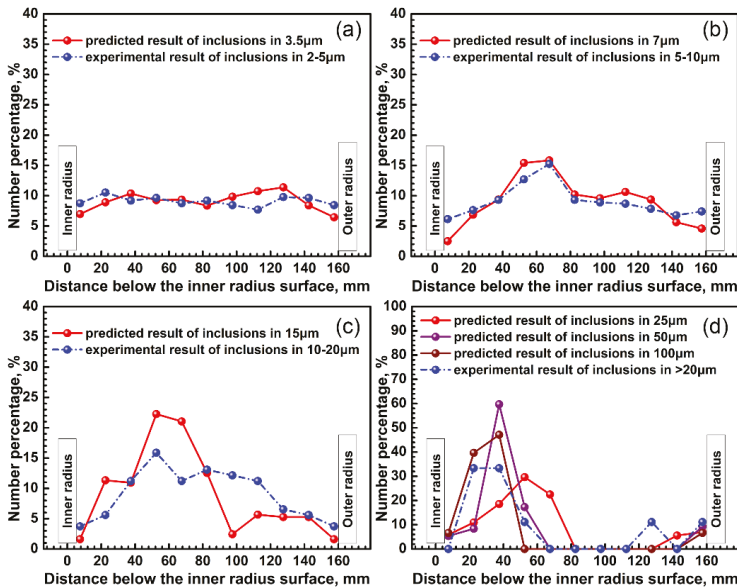 (a)
predicted result of inclusions in 3.5μm
experimental result of inclusions in 2-5μm
Number percentage, %
40
35
30
25
20
15
10
5
0
Inner radius
Outer radius
0 20 40 60 80 100 120 140 160
Distance below the inner radius surface, mm
(b)
predicted result of inclusions in 7μm
experimental result of inclusions in 5-10μm
Number percentage, %
40
35
30
25
20
15
10
5
0
Inner radius
Outer radius
0 20 40 60 80 100 120 140 160
Distance below the inner radius surface, mm
(c)
predicted result of inclusions in 15μm
experimental result of inclusions in 10-20μm
Number percentage, %
40
35
30
25
20
15
10
5
0
Inner radius
Outer radius
0 20 40 60 80 100 120 140 160
Distance below the inner radius surface, mm
(d)
predicted result of inclusions in 25μm
predicted result of inclusions in 50μm
predicted result of inclusions in 100μm
experimental result of inclusions in >20μm
Number percentage, %
100
90
80
70
60
50
40
30
20
10
0
Inner radius
Outer radius
0 20 40 60 80 100 120 140 160
Distance below the inner radius surface, mm